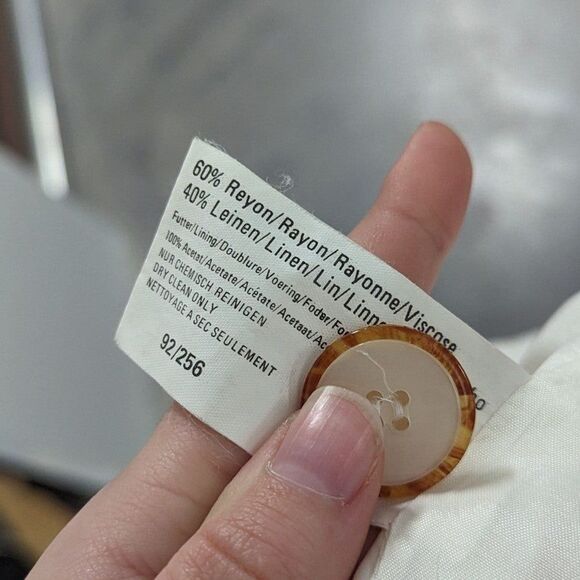 60% Reyon/Rayon/Rayonne/Viscose
40% Leinen/Linen/Lin/Linn
Futter/Lining/Doublure/Voering/Foder/Fo
100% Acetat/Acetate/Acétate/Acetaat/Ac
NUR CHEMISCH REINIGEN
DRY CLEAN ONLY
NETTOYAGE A SEC SEULEMENT
92/256